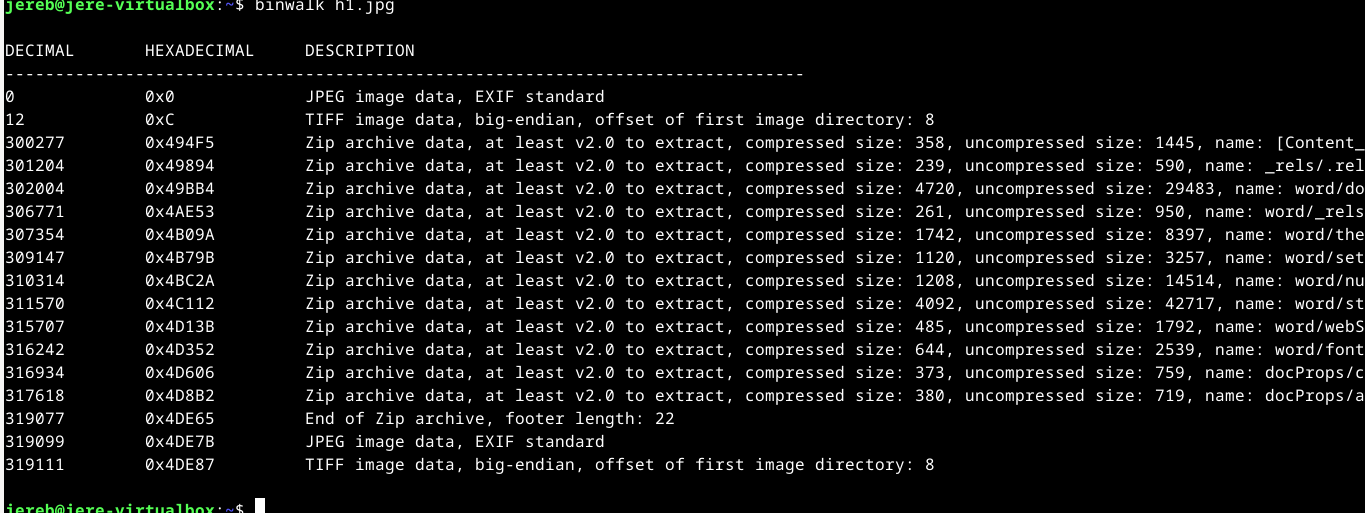 jereb@jere-virtualbox:~$ binwalk h1.jpg
DECIMAL HEXADECIMAL DESCRIPTION
--------------------------------------------------------------------------------
0 0x0 JPEG image data, EXIF standard
12 0xC TIFF image data, big-endian, offset of first image directory: 8
300277 0x494F5 Zip archive data, at least v2.0 to extract, compressed size: 358, uncompressed size: 1445, name: [Content_
301204 0x49894 Zip archive data, at least v2.0 to extract, compressed size: 239, uncompressed size: 590, name: _rels/.rel
302004 0x49BB4 Zip archive data, at least v2.0 to extract, compressed size: 4720, uncompressed size: 29483, name: word/do
306771 0x4AE53 Zip archive data, at least v2.0 to extract, compressed size: 261, uncompressed size: 950, name: word/_rels
307354 0x4B09A Zip archive data, at least v2.0 to extract, compressed size: 1742, uncompressed size: 8397, name: word/the
309147 0x4B79B Zip archive data, at least v2.0 to extract, compressed size: 1120, uncompressed size: 3257, name: word/set
310314 0x4BC2A Zip archive data, at least v2.0 to extract, compressed size: 1208, uncompressed size: 14514, name: word/nu
311570 0x4C112 Zip archive data, at least v2.0 to extract, compressed size: 4092, uncompressed size: 42717, name: word/st
315707 0x4D13B Zip archive data, at least v2.0 to extract, compressed size: 485, uncompressed size: 1792, name: word/webS
316242 0x4D352 Zip archive data, at least v2.0 to extract, compressed size: 644, uncompressed size: 2539, name: word/font
316934 0x4D606 Zip archive data, at least v2.0 to extract, compressed size: 373, uncompressed size: 759, name: docProps/c
317618 0x4D8B2 Zip archive data, at least v2.0 to extract, compressed size: 380, uncompressed size: 719, name: docProps/a
319077 0x4DE65 End of Zip archive, footer length: 22
319099 0x4DE7B JPEG image data, EXIF standard
319111 0x4DE87 TIFF image data, big-endian, offset of first image directory: 8
jereb@jere-virtualbox:~$